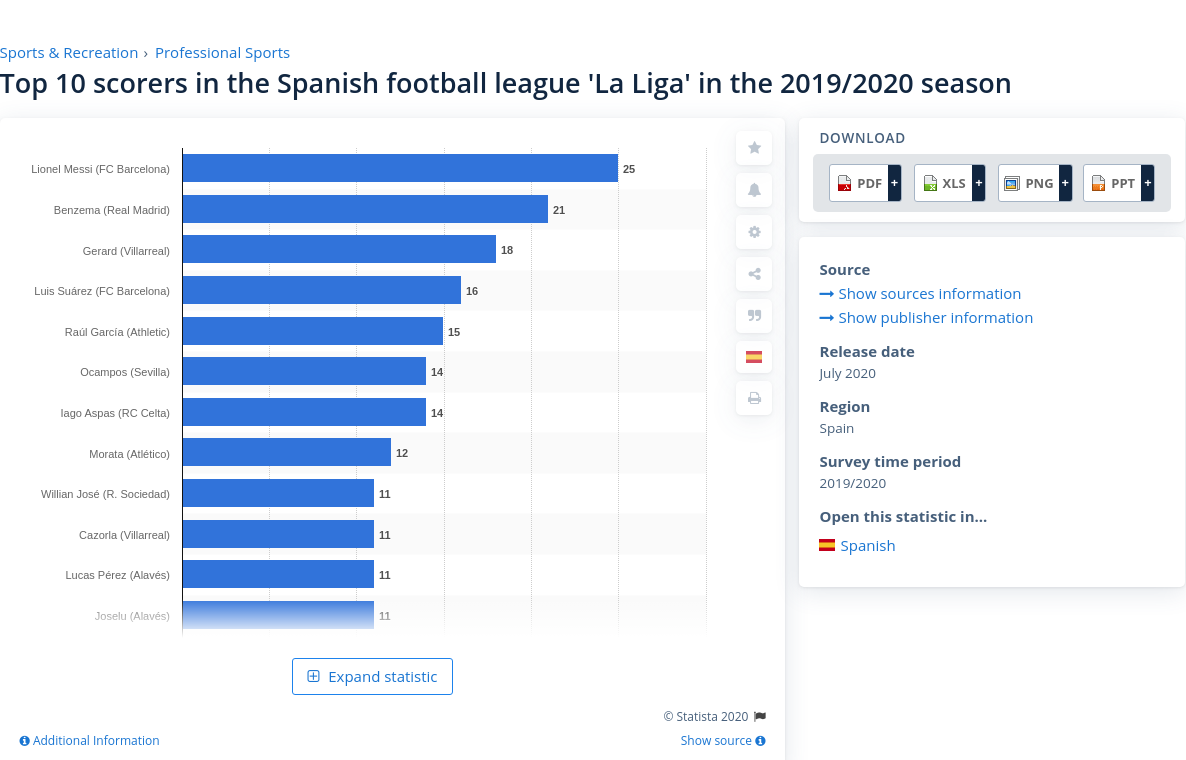 Sports & Recreation › Professional Sports
Top 10 scorers in the Spanish football league 'La Liga' in the 2019/2020 season
Lionel Messi (FC Barcelona) 25
Benzema (Real Madrid) 21
Gerard (Villarreal) 18
Luis Suárez (FC Barcelona) 16
Raúl García (Athletic) 15
Ocampos (Sevilla) 14
Iago Aspas (RC Celta) 14
Morata (Atlético) 12
Willian José (R. Sociedad) 11
Cazorla (Villarreal) 11
Lucas Pérez (Alavés) 11
Joselu (Alavés) 11
Expand statistic
© Statista 2020
Additional Information
Show source
DOWNLOAD
PDF + XLS + PNG + PPT +
Source
Show sources information
Show publisher information
Release date
July 2020
Region
Spain
Survey time period
2019/2020
Open this statistic in...
Spanish